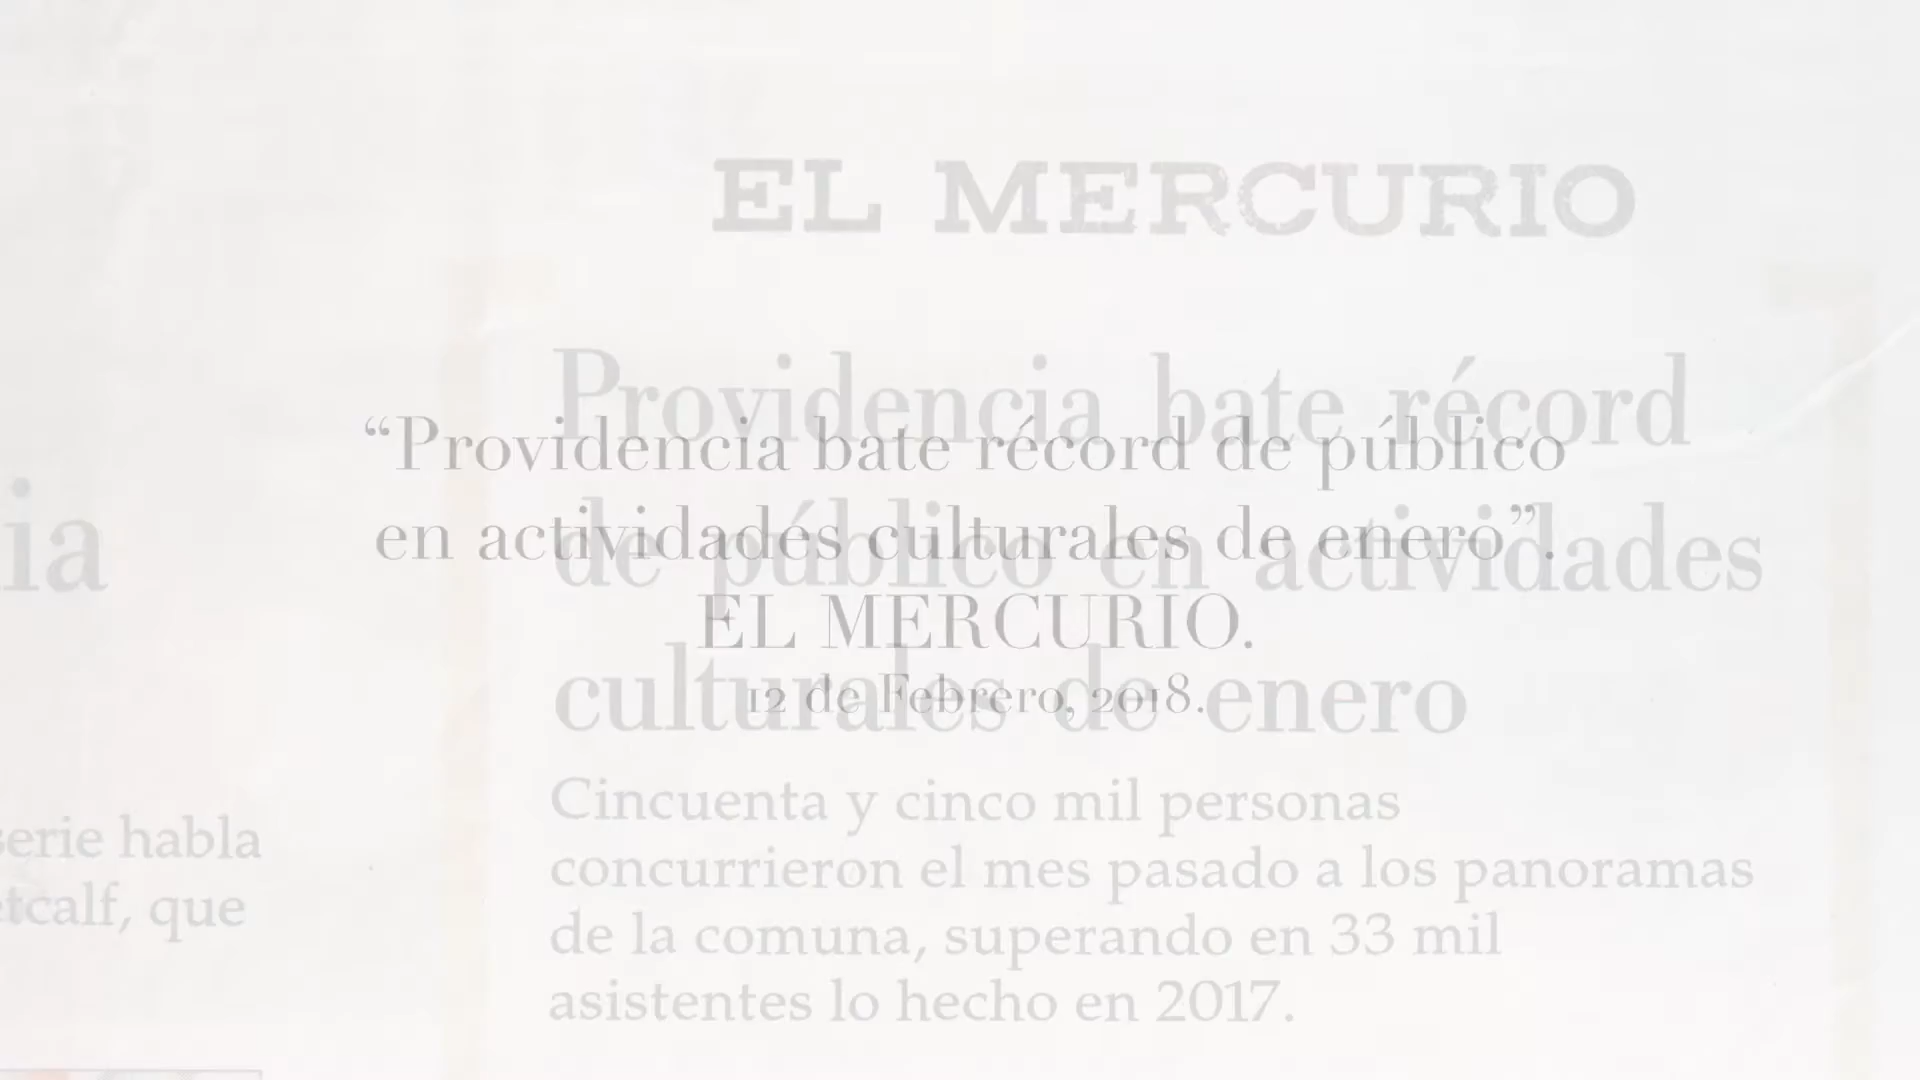 EL MERCURIO
Providencia bate récord
de público en actividades
culturales de enero
Cincuenta y cinco mil personas
concurrieron el mes pasado a los panoramas
de la comuna, superando en 33 mil
asistentes lo hecho en 2017.
“Providencia bate récord de público
en actividades culturales de enero”.
EL MERCURIO.
12 de Febrero, 2018.
ia
serie habla
etcalf, que